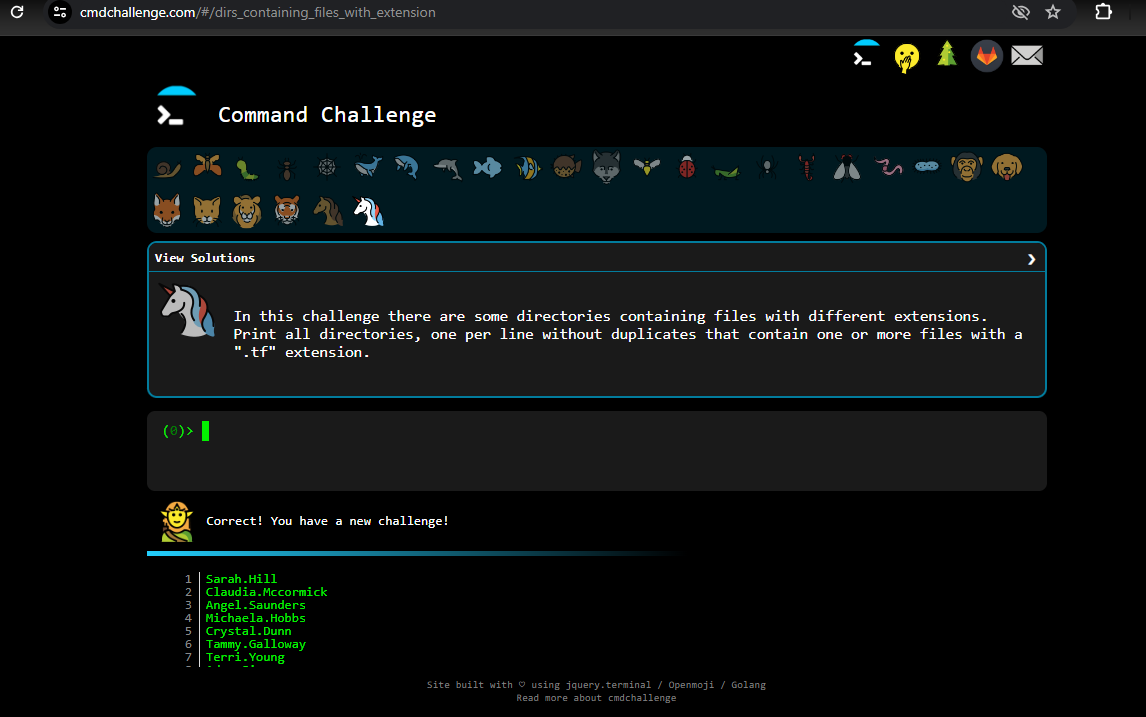 cmdchallenge.com/#/dirs_containing_files_with_extension
Command Challenge
View Solutions
In this challenge there are some directories containing files with different extensions.
Print all directories, one per line without duplicates that contain one or more files with a
".tf" extension.
(0)>
Correct! You have a new challenge!
1 Sarah.Hill
2 Claudia.Mccormick
3 Angel.Saunders
4 Michaela.Hobbs
5 Crystal.Dunn
6 Tammy.Galloway
7 Terri.Young
Site built with ♡ using jquery.terminal / Openmoji / Golang
Read more about cmdchallenge